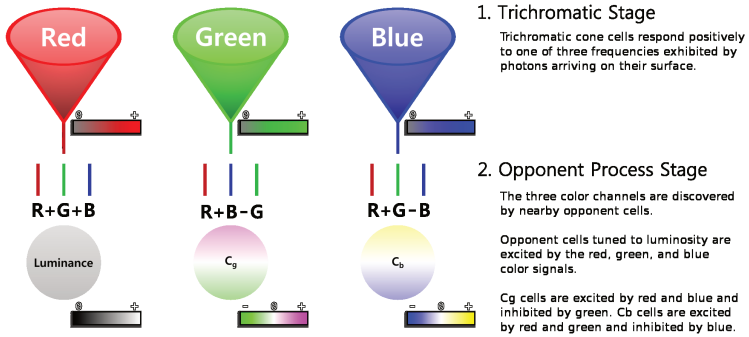 Red
Green
Blue
1. Trichromatic Stage
Trichromatic cone cells respond positively
to one of three frequencies exhibited by
photons arriving on their surface.
0 +
0 +
0 +
R+G+B
R+B-G
R+G-B
2. Opponent Process Stage
The three color channels are discovered
by nearby opponent cells.
Opponent cells tuned to luminosity are
excited by the red, green, and blue
color signals.
Cg cells are excited by red and blue and
inhibited by green. Cb cells are excited
by red and green and inhibited by blue.
Luminance
Cg
Cb
0 +
- 0 +
- 0 +